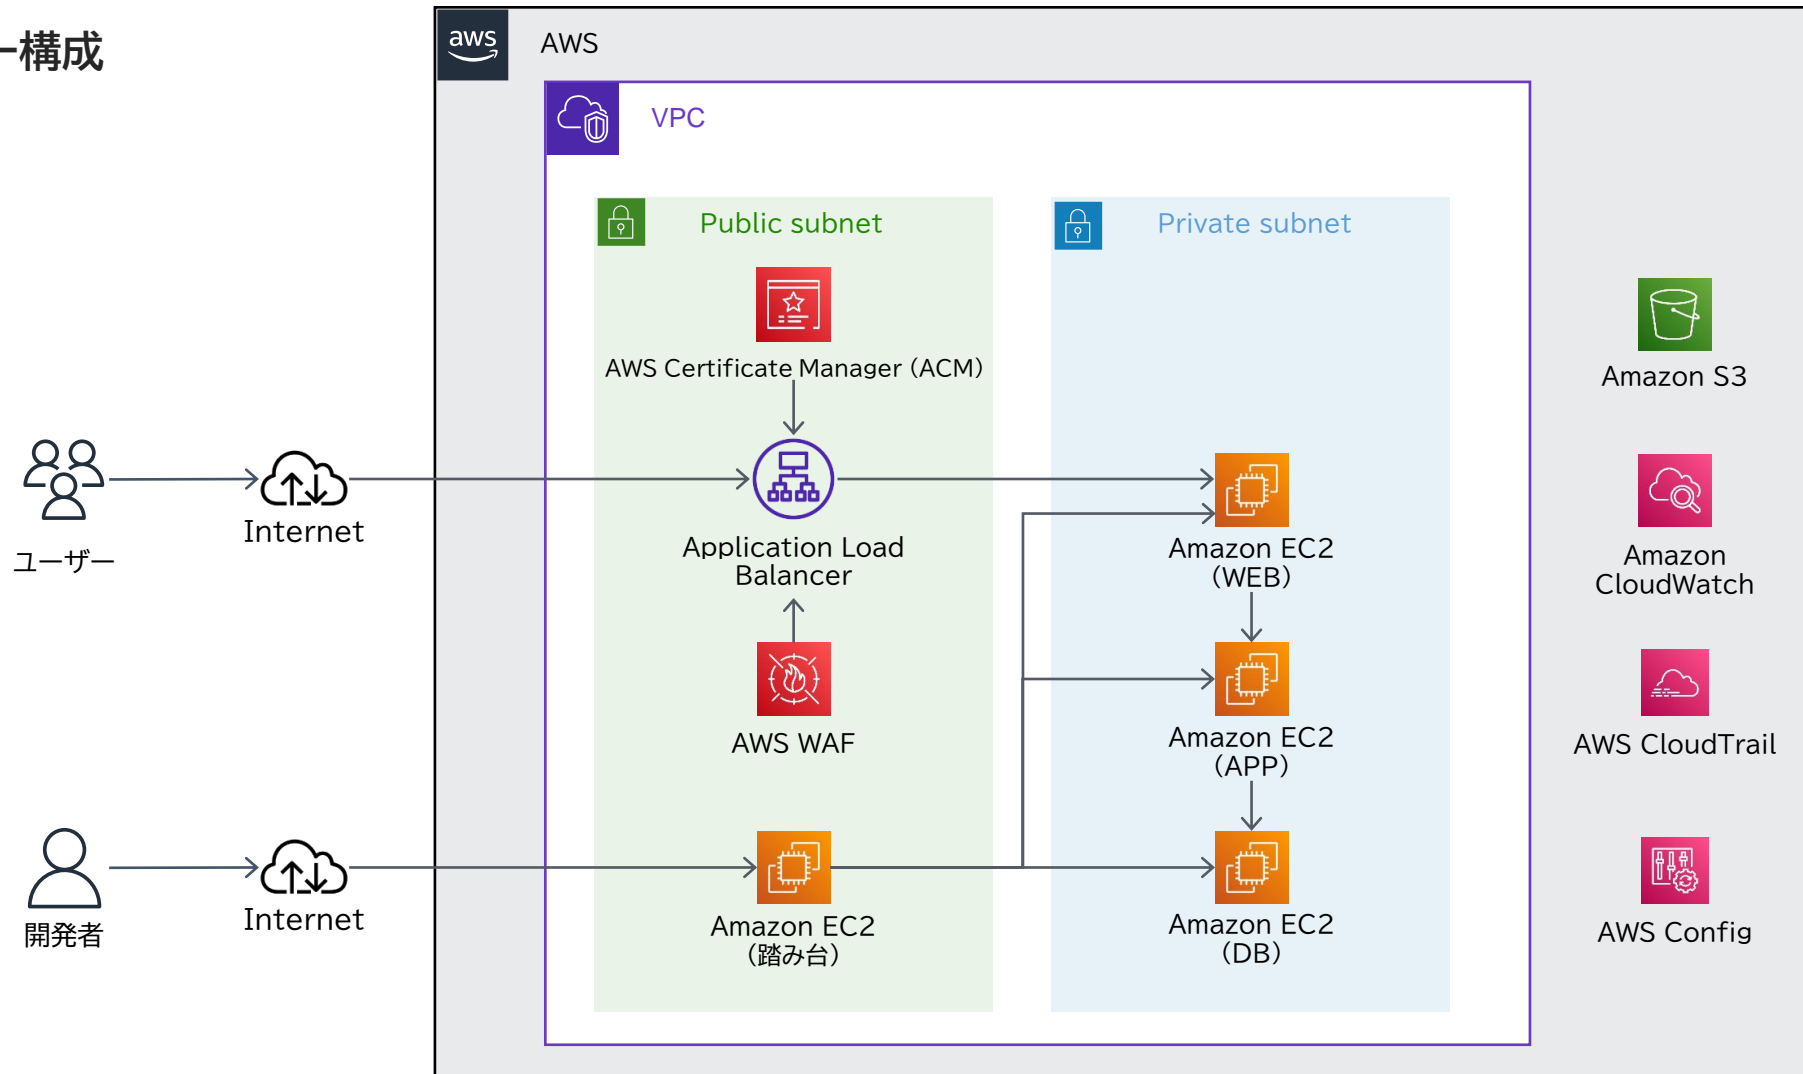 ー構成
aws
AWS
VPC
Public subnet
Private subnet
AWS Certificate Manager (ACM)
Amazon S3
Internet
ユーザー
Application Load
Balancer
Amazon EC2
(WEB)
Amazon
CloudWatch
AWS WAF
Amazon EC2
(APP)
AWS CloudTrail
Internet
開発者
Amazon EC2
(踏み台)
Amazon EC2
(DB)
AWS Config